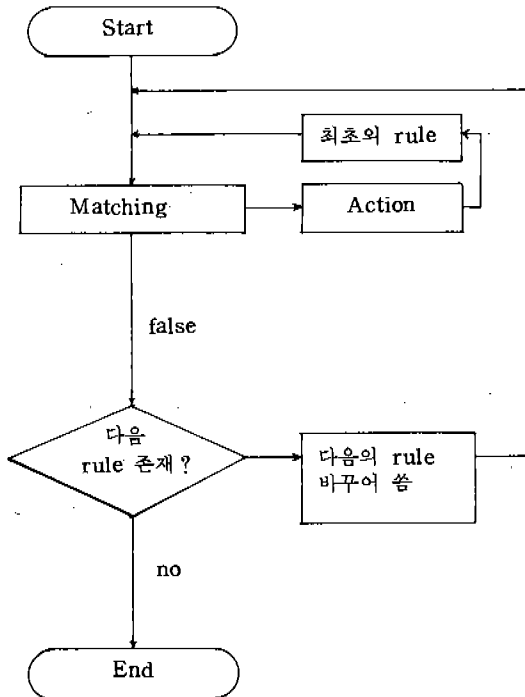 Start
최초의 rule
Matching
Action
false
다음
rule 존재?
다음의 rule
바꾸어 씀
no
End